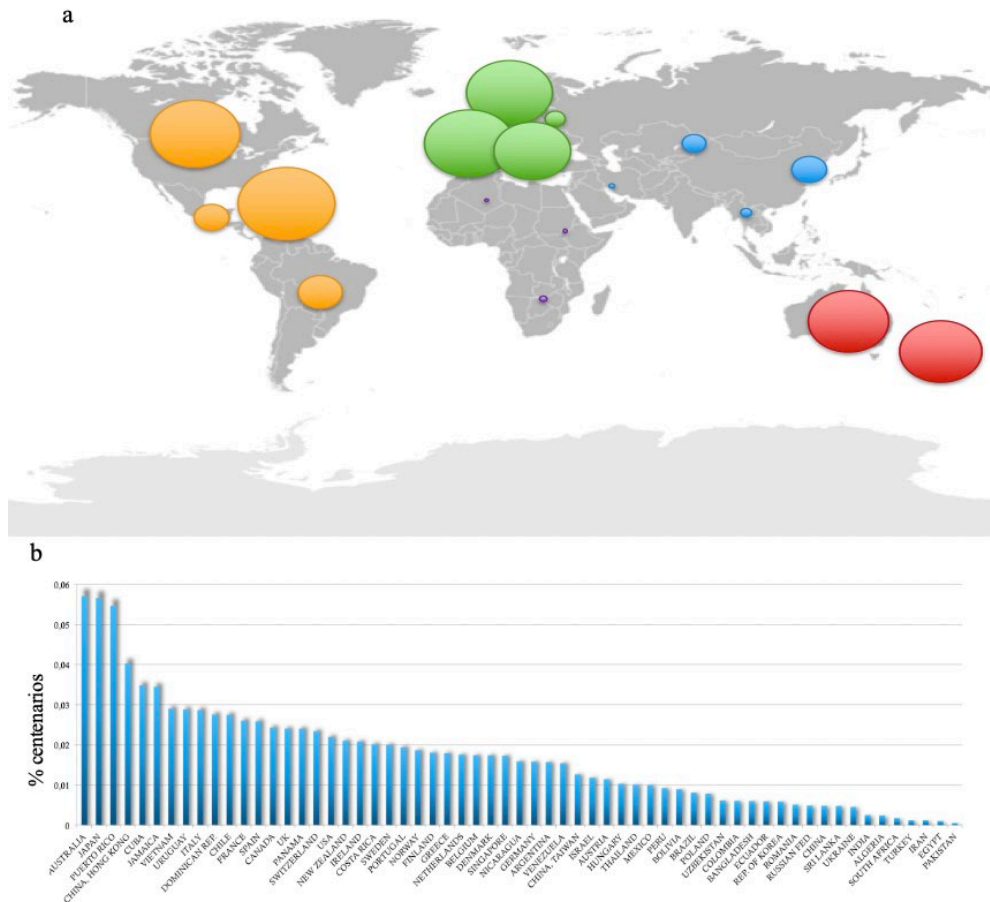 a
b
% centenarios
0,06
0,05
0,04
0,03
0,02
0,01
0
AUSTRALIA
JAPAN
PUERTO RICO
CHINA, HONG KONG
CUBA
JAMAICA
VIETNAM
URUGUAY
ITALY
DOMINICAN REP.
CHILE
FRANCE
SPAIN
CANADA
UK
PANAMA
SWITZERLAND
USA
NEW ZEALAND
IRELAND
COSTA RICA
SWEDEN
PORTUGAL
NORWAY
FINLAND
GREECE
NETHERLANDS
BELGIUM
DENMARK
SINGAPORE
NICARAGUA
GERMANY
ARGENTINA
VENEZUELA
CHINA, TAIWAN
ISRAEL
AUSTRIA
HUNGARY
THAILAND
MEXICO
PERU
BOLIVIA
BRAZIL
POLAND
UZBEKISTAN
COLOMBIA
BANGLADESH
ECUADOR
REP. OF KOREA
ROMANIA
RUSSIAN FED.
CHINA
SRI LANKA
UKRAINE
INDIA
ALGERIA
SOUTH AFRICA
TURKEY
IRAN
EGYPT
PAKISTAN